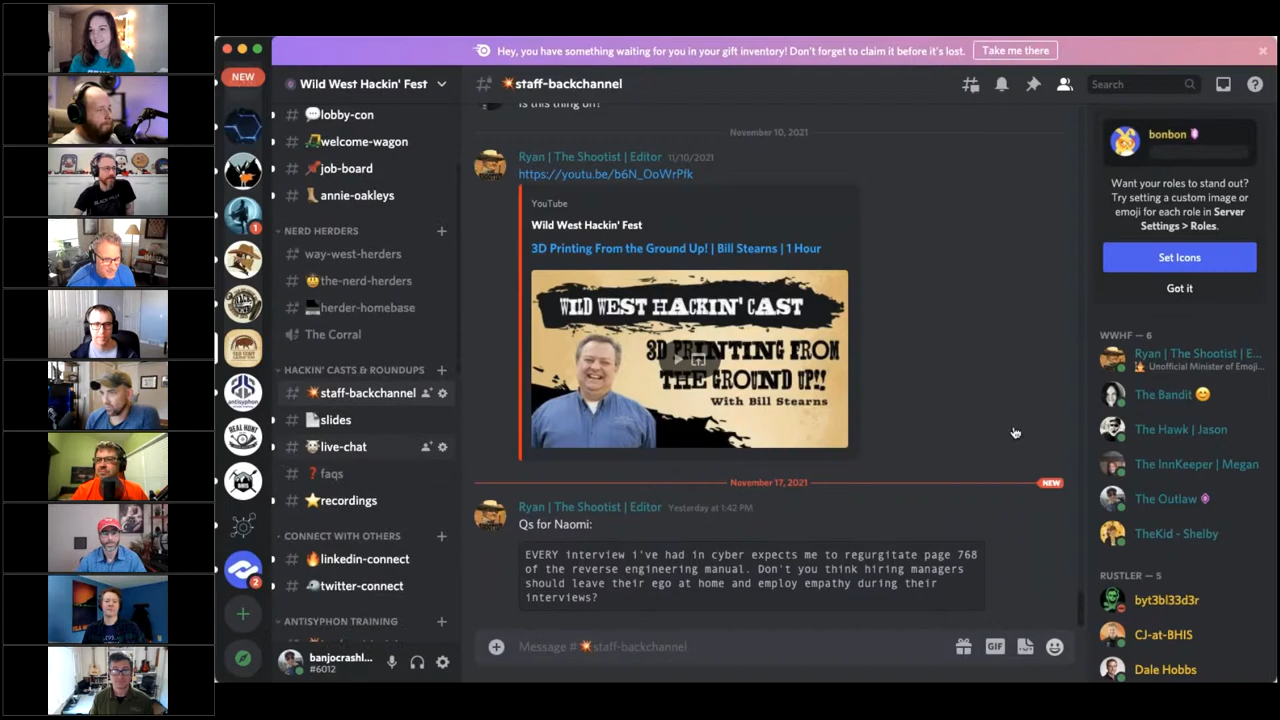 Hey, you have something waiting for you in your gift inventory! Don't forget to claim it before it's lost.
Take me there
NEW
Wild West Hackin' Fest
lobby-con
welcome-wagon
job-board
annie-oakleys
NERD HERDERS
way-west-herders
the-nerd-herders
herder-homebase
The Corral
HACKIN' CASTS & ROUNDUPS
staff-backchannel
slides
live-chat
faqs
recordings
CONNECT WITH OTHERS
linkedin-connect
twitter-connect
ANTISYPHON TRAINING
banjocrashl...
#6012
1
antisyphon
REAL HUNT
BHIS
2
staff-backchannel
Search
Is this thing on?
November 10, 2021
Ryan | The Shootist | Editor 11/10/2021
https://youtu.be/b6N_OoWrPfk
YouTube
Wild West Hackin' Fest
3D Printing From the Ground Up! | Bill Stearns | 1 Hour
WILD WEST HACKIN' CAST
3D PRINTING FROM
THE GROUND UP!!
With Bill Stearns
November 17, 2021
NEW
Ryan | The Shootist | Editor Yesterday at 1:42 PM
Qs for Naomi:
EVERY interview i've had in cyber expects me to regurgitate page 768
of the reverse engineering manual. Don't you think hiring managers
should leave their ego at home and employ empathy during their
interviews?
Message #staff-backchannel
GIF
bonbon
Want your roles to stand out?
Try setting a custom image or
emoji for each role in Server
Settings > Roles.
Set Icons
Got it
WWHF — 6
Ryan | The Shootist | E...
Unofficial Minister of Emoji...
The Bandit
The Hawk | Jason
The InnKeeper | Megan
The Outlaw
TheKid - Shelby
RUSTLER — 5
byt3bl33d3r
CJ-at-BHIS
Dale Hobbs